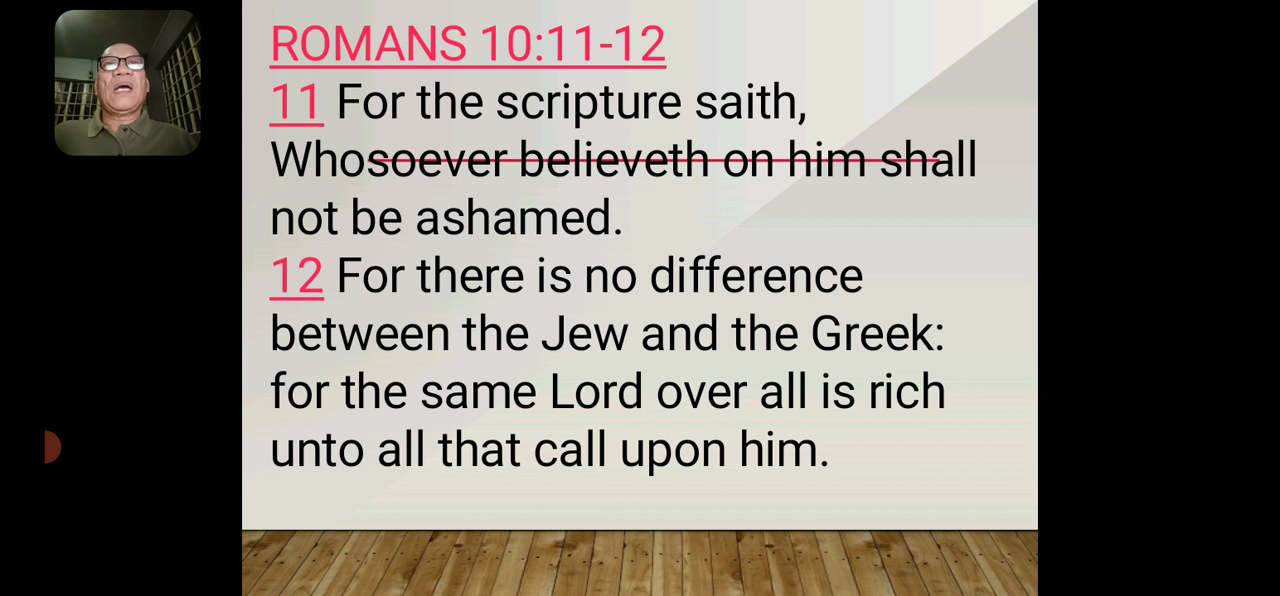 ROMANS 10:11-12
11 For the scripture saith,
Whosoever believeth on him shall
not be ashamed.
12 For there is no difference
between the Jew and the Greek:
for the same Lord over all is rich
unto all that call upon him.